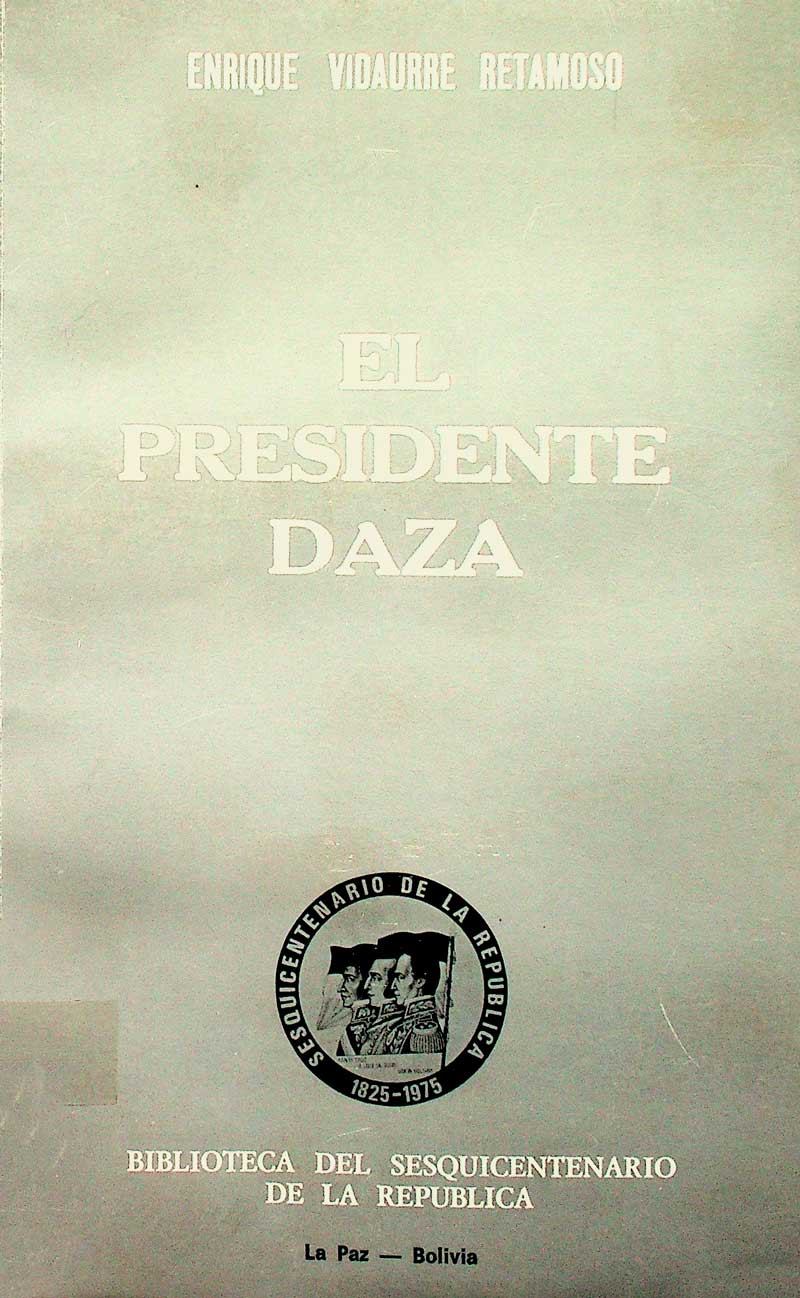 ENRIQUE VIDAURRE RETAMOSO
EL
PRESIDENTE
DAZA
SESQUICENTENARIO DE LA REPUBLICA
1825-1975
BIBLIOTECA DEL SESQUICENTENARIO
DE LA REPUBLICA
La Paz — Bolivia